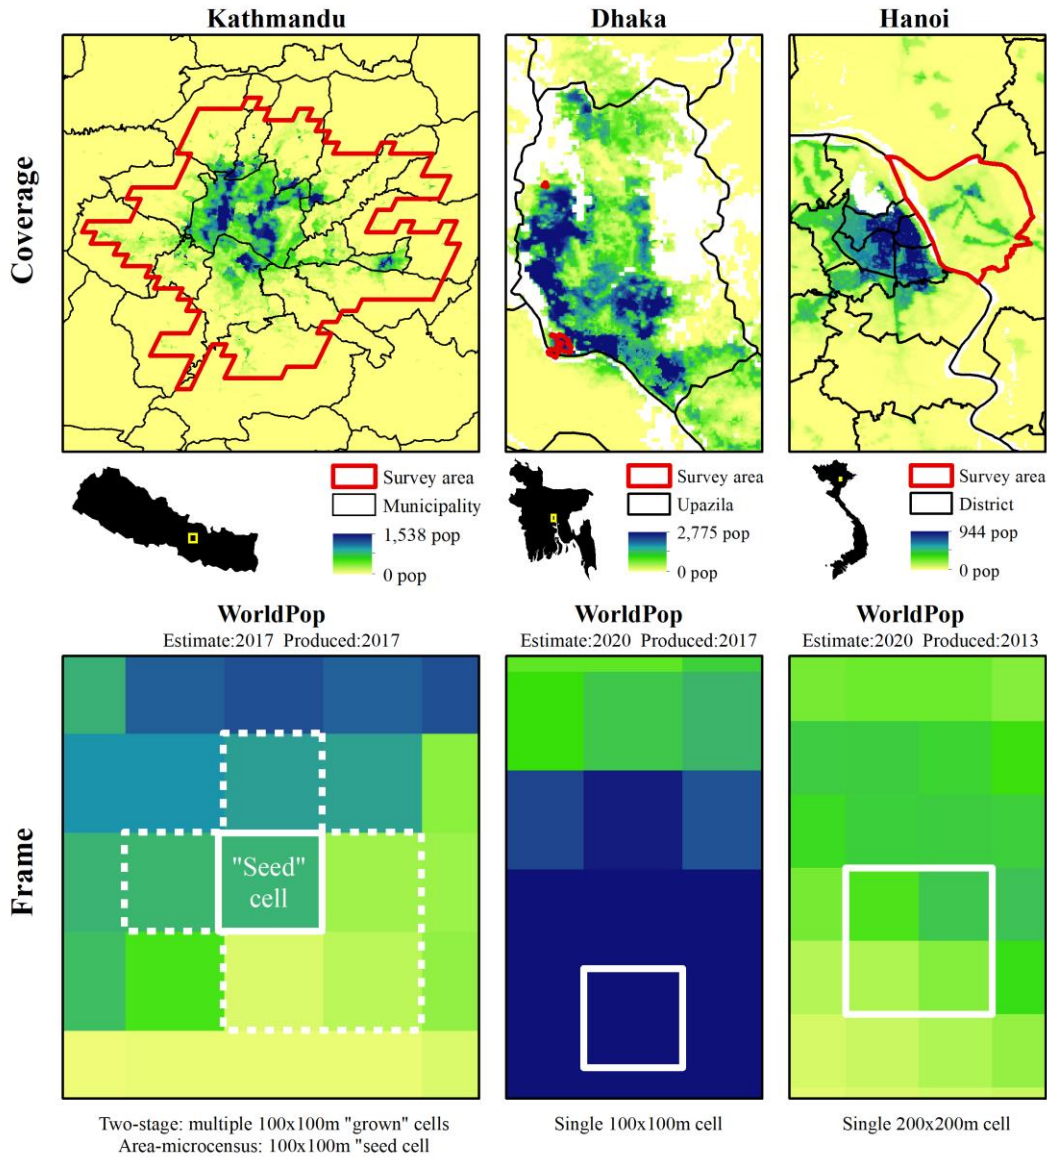 Kathmandu
Dhaka
Hanoi
Coverage
Survey area
Municipality
1,538 pop
0 pop
Survey area
Upazila
2,775 pop
0 pop
Survey area
District
944 pop
0 pop
WorldPop
Estimate:2017 Produced:2017
WorldPop
Estimate:2020 Produced:2017
WorldPop
Estimate:2020 Produced:2013
Frame
"Seed"
cell
Two-stage: multiple 100x100m "grown" cells
Area-microcensus: 100x100m "seed cell
Single 100x100m cell
Single 200x200m cell